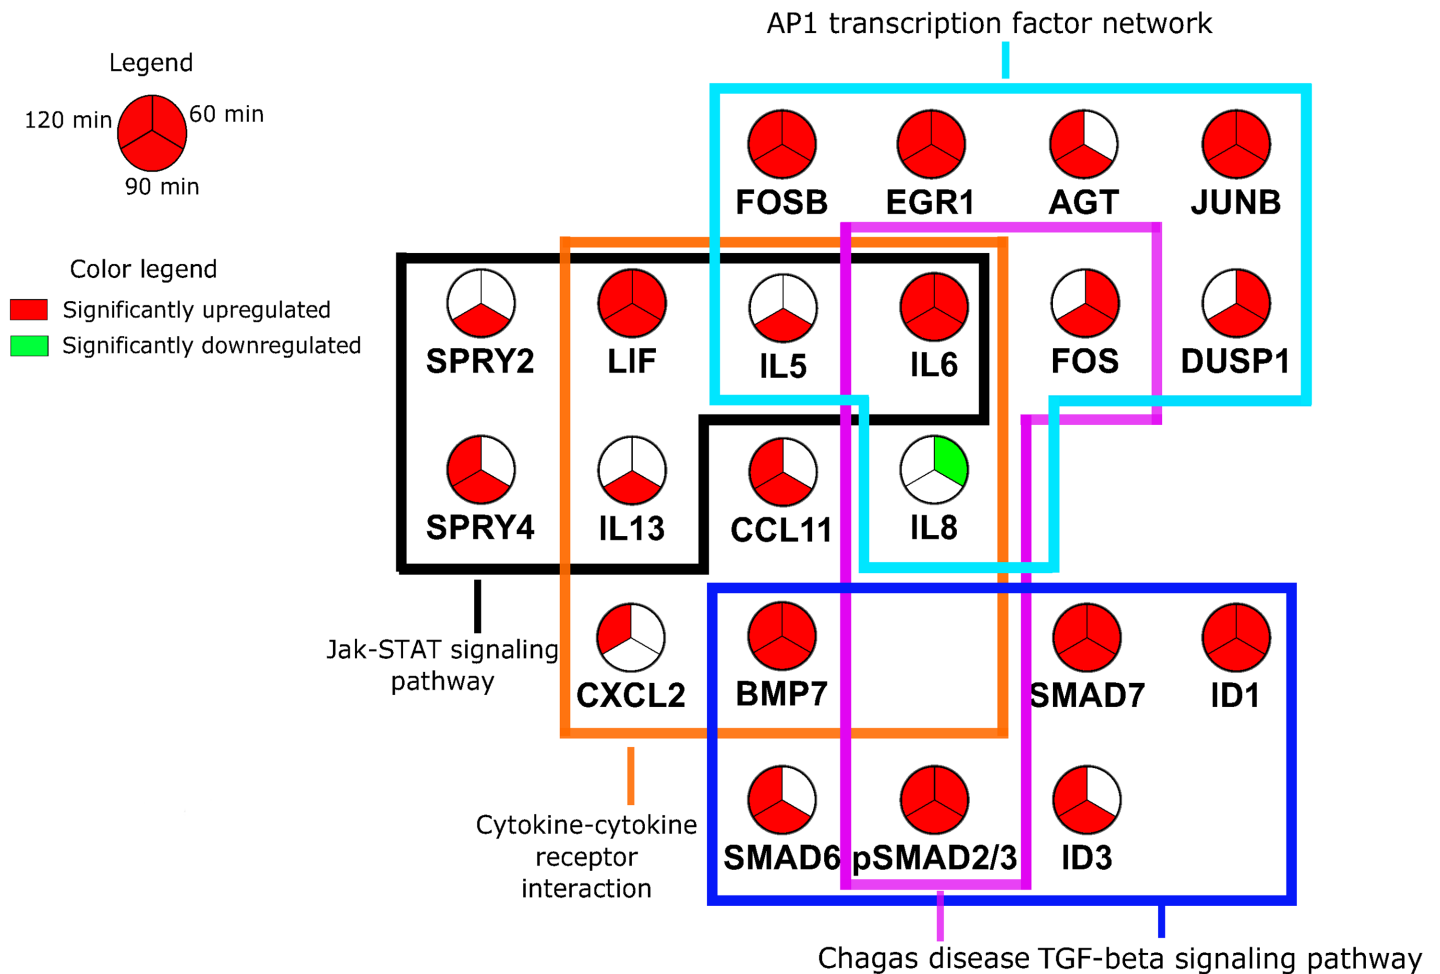 AP1 transcription factor network
Legend
120 min
60 min
90 min
Color legend
Significantly upregulated
Significantly downregulated
FOSB
EGR1
AGT
JUNB
SPRY2
LIF
IL5
IL6
FOS
DUSP1
SPRY4
IL13
CCL11
IL8
Jak-STAT signaling
pathway
CXCL2
BMP7
SMAD7
ID1
Cytokine-cytokine
receptor
interaction
SMAD6
pSMAD2/3
ID3
Chagas disease
TGF-beta signaling pathway